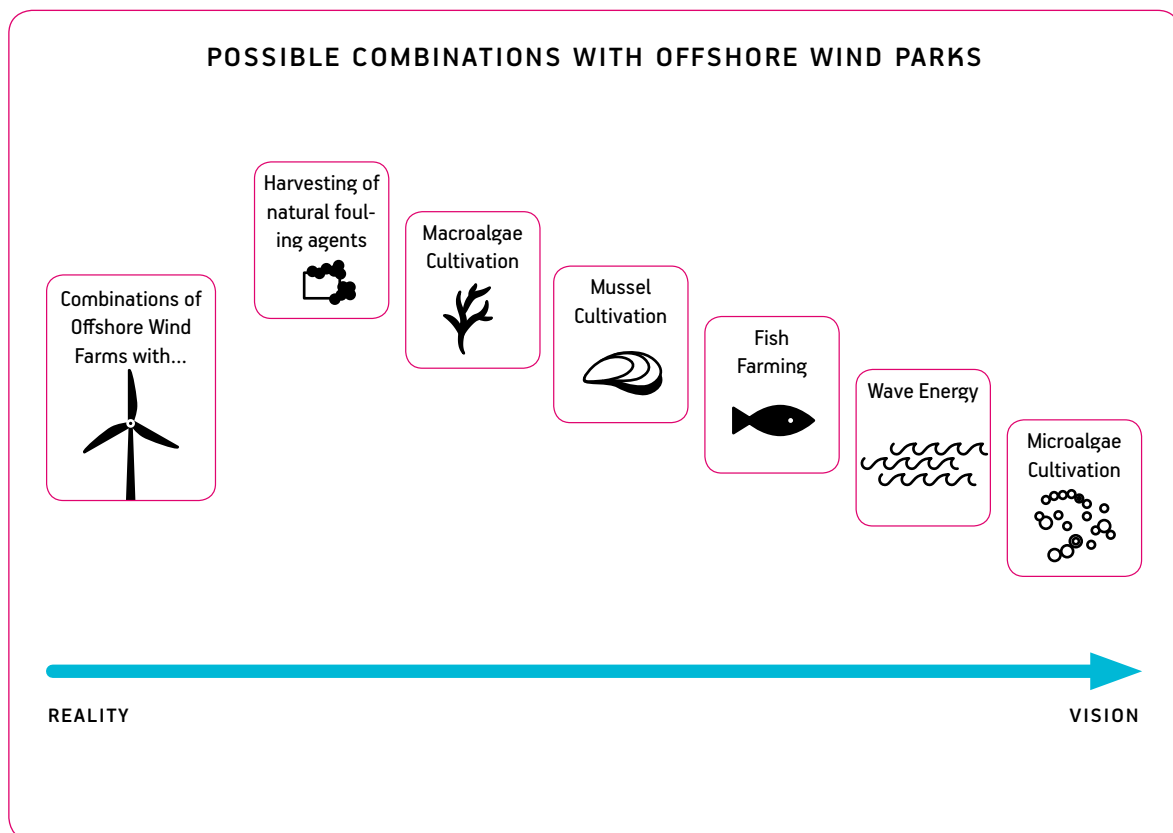 POSSIBLE COMBINATIONS WITH OFFSHORE WIND PARKS
Combinations of
Offshore Wind
Farms with...
Harvesting of
natural foul-
ing agents
Macroalgae
Cultivation
Mussel
Cultivation
Fish
Farming
Wave Energy
Microalgae
Cultivation
REALITY
VISION